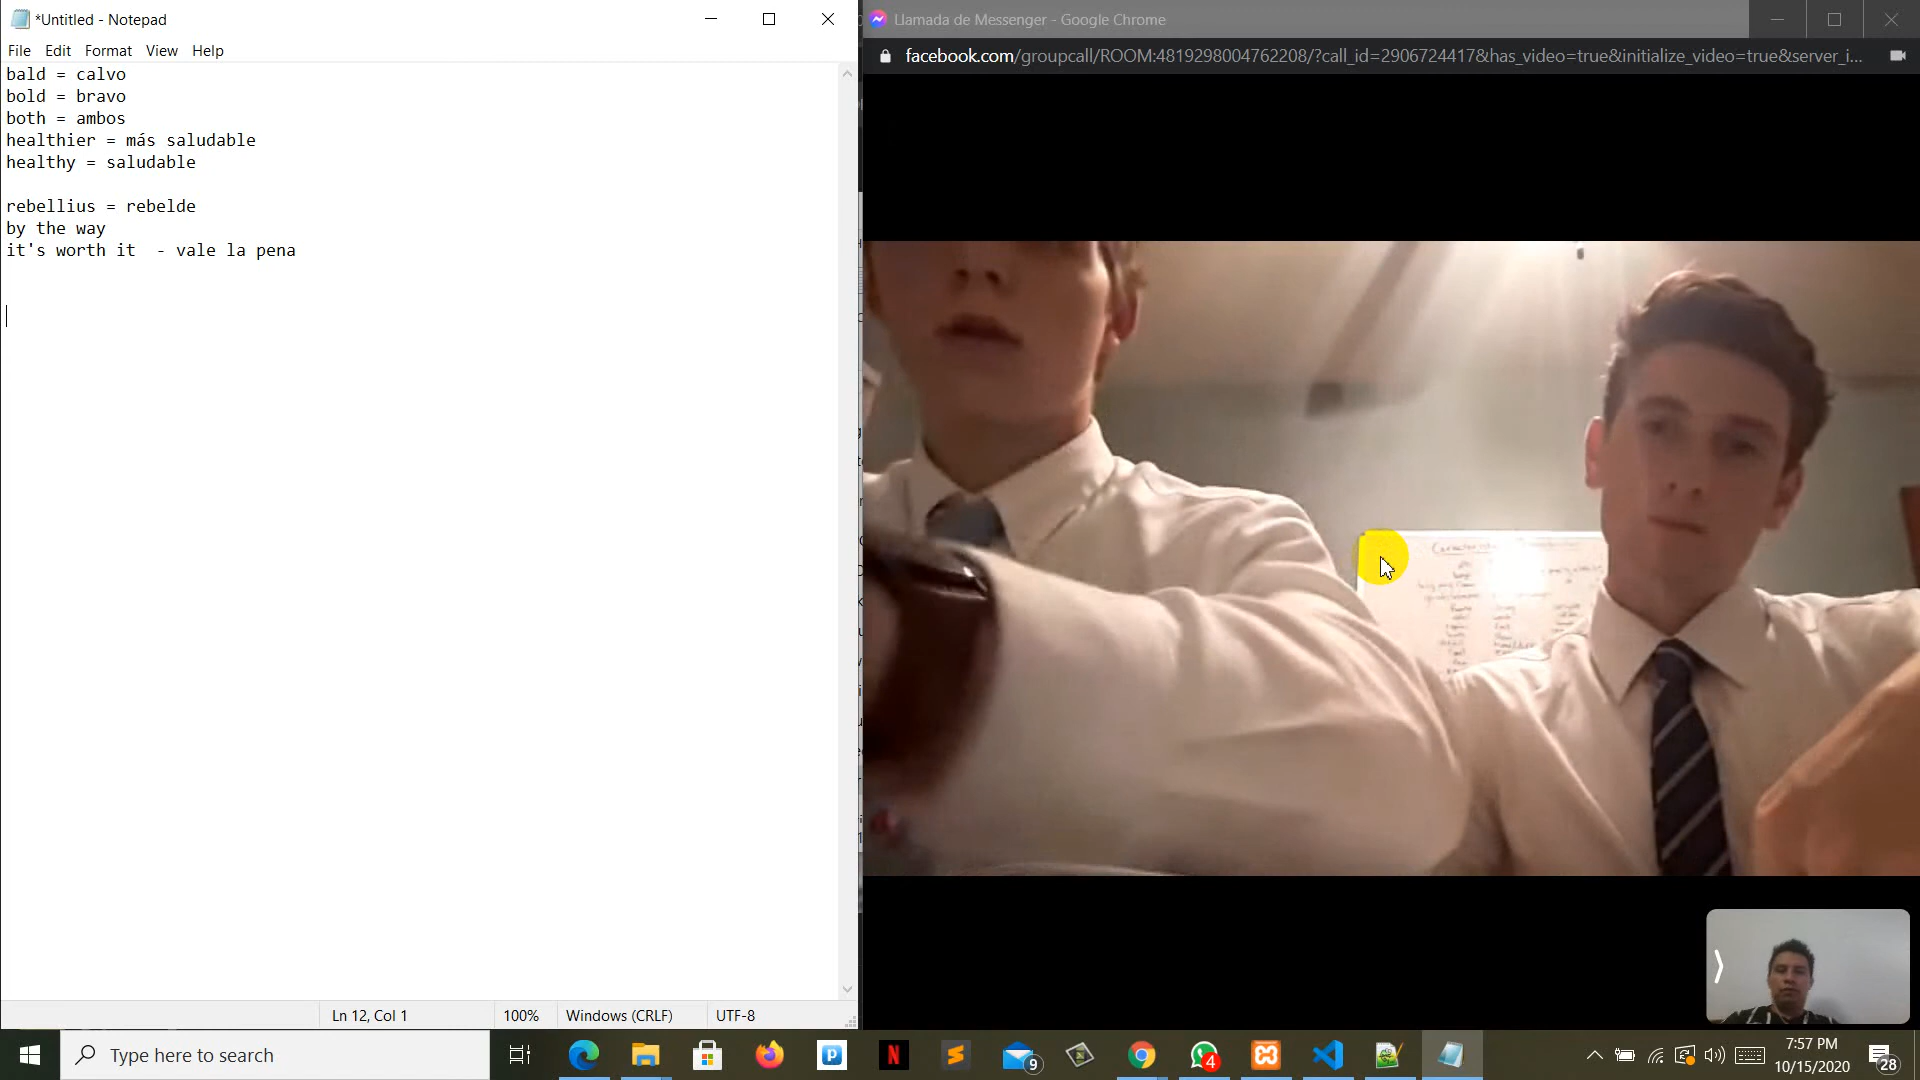 *Untitled - Notepad
File Edit Format View Help
bald = calvo
bold = bravo
both = ambos
healthier = más saludable
healthy = saludable
rebellius = rebelde
by the way
it's worth it  - vale la pena
Ln 12, Col 1
100%
Windows (CRLF)
UTF-8
Llamada de Messenger - Google Chrome
facebook.com/groupcall/ROOM:4819298004762208/?call_id=2906724417&has_video=true&initialize_video=true&server_i...
Type here to search
9
4
7:57 PM
10/15/2020
28